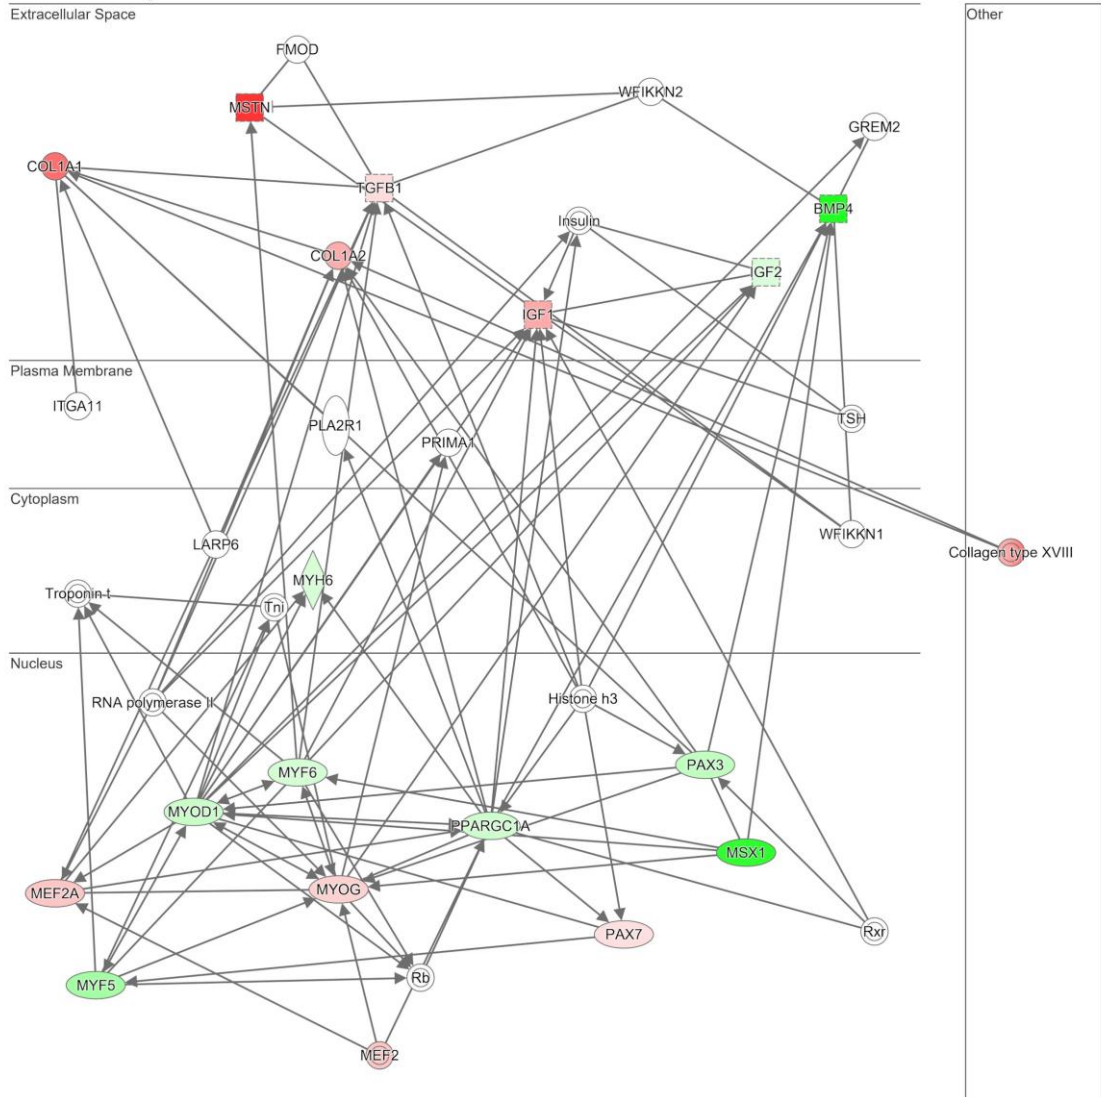 Extracellular Space
Other
FMOD
WFIKKN2
MSTN
GREM2
COL1A1
TGFB1
BMP4
Insulin
COL1A2
IGF2
IGF1
Plasma Membrane
ITGA11
PLA2R1
TSH
PRIMA1
Cytoplasm
WFIKKN1
LARP6
Collagen type XVIII
MYH6
Troponin t
Tni
Nucleus
RNA polymerase II
Histone h3
PAX3
MYF6
MYOD1
PPARGC1A
MSX1
MEF2A
MYOG
PAX7
Rxr
Rb
MYF5
MEF2